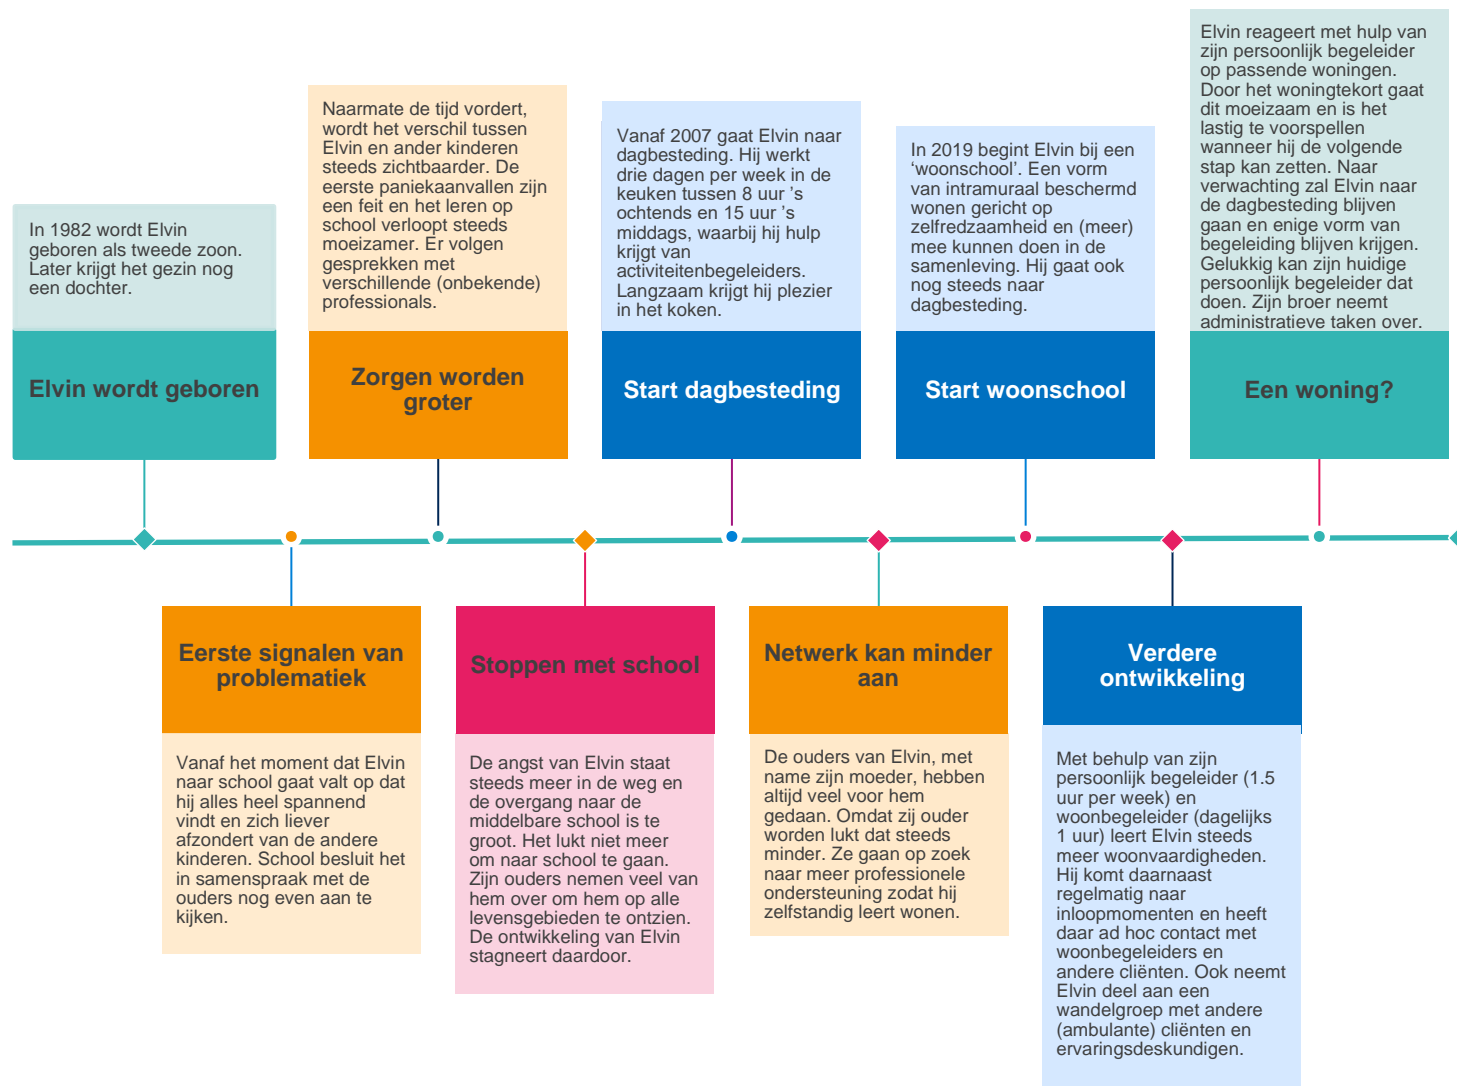 In 1982 wordt Elvin
geboren als tweede zoon.
Later krijgt het gezin nog
een dochter.
Elvin wordt geboren
Vanaf het moment dat Elvin
naar school gaat valt op dat
hij alles heel spannend
vindt en zich liever
afzondert van de andere
kinderen. School besluit het
in samenspraak met de
ouders nog even aan te
kijken.
Eerste signalen van
problematiek
Naarmate de tijd vordert,
wordt het verschil tussen
Elvin en ander kinderen
steeds zichtbaarder. De
eerste paniekaanvallen zijn
een feit en het leren op
school verloopt steeds
moeizamer. Er volgen
gesprekken met
verschillende (onbekende)
professionals.
Zorgen worden
groter
Stoppen met school
De angst van Elvin staat
steeds meer in de weg en
de overgang naar de
middelbare school is te
groot. Het lukt niet meer
om naar school te gaan.
Zijn ouders nemen veel van
hem over om hem op alle
levensgebieden te ontzien.
De ontwikkeling van Elvin
stagneert daardoor.
Vanaf 2007 gaat Elvin naar
dagbesteding. Hij werkt
drie dagen per week in de
keuken tussen 8 uur ’s
ochtends en 15 uur ’s
middags, waarbij hij hulp
krijgt van
activiteitenbegeleiders.
Langzaam krijgt hij plezier
in het koken.
Start dagbesteding
Netwerk kan minder
aan
De ouders van Elvin, met
name zijn moeder, hebben
altijd veel voor hem
gedaan. Omdat zij ouder
worden lukt dat steeds
minder. Ze gaan op zoek
naar meer professionele
ondersteuning zodat hij
zelfstandig leert wonen.
In 2019 begint Elvin bij een
‘woonschool’. Een vorm
van intramuraal beschermd
wonen gericht op
zelfredzaamheid en (meer)
mee kunnen doen in de
samenleving. Hij gaat ook
nog steeds naar
dagbesteding.
Start woonschool
Verdere
ontwikkeling
Met behulp van zijn
persoonlijk begeleider (1.5
uur per week) en
woonbegeleider (dagelijks
1 uur) leert Elvin steeds
meer woonvaardigheden.
Hij komt daarnaast
regelmatig naar
inloopmomenten en heeft
daar ad hoc contact met
woonbegeleiders en
andere cliënten. Ook neemt
Elvin deel aan een
wandelgroep met andere
(ambulante) cliënten en
ervaringsdeskundigen.
Elvin reageert met hulp van
zijn persoonlijk begeleider
op passende woningen.
Door het woningtekort gaat
dit moeizaam en is het
lastig te voorspellen
wanneer hij de volgende
stap kan zetten. Naar
verwachting zal Elvin naar
de dagbesteding blijven
gaan en enige vorm van
begeleiding blijven krijgen.
Gelukkig kan zijn huidige
persoonlijk begeleider dat
doen. Zijn broer neemt
administratieve taken over.
Een woning?